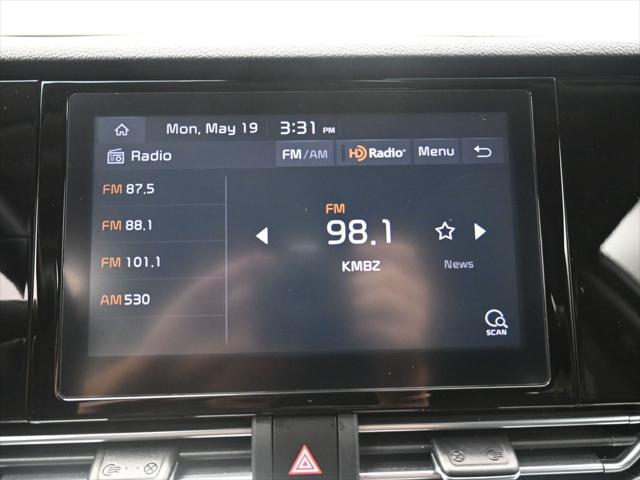 Mon, May 19 3:31 PM
Radio FM/AM HD Radio Menu
FM 87.5
FM 88.1
FM 101.1
AM 530
FM
98.1
KMBZ
News
SCAN